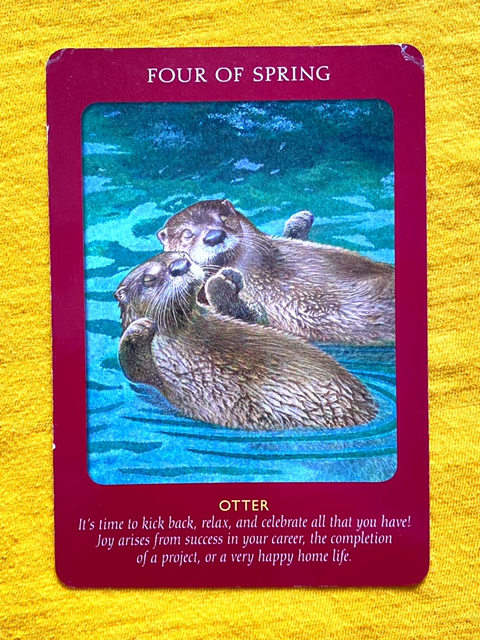 FOUR OF SPRING
OTTER
It's time to kick back, relax, and celebrate all that you have!
Joy arises from success in your career, the completion
of a project, or a very happy home life.